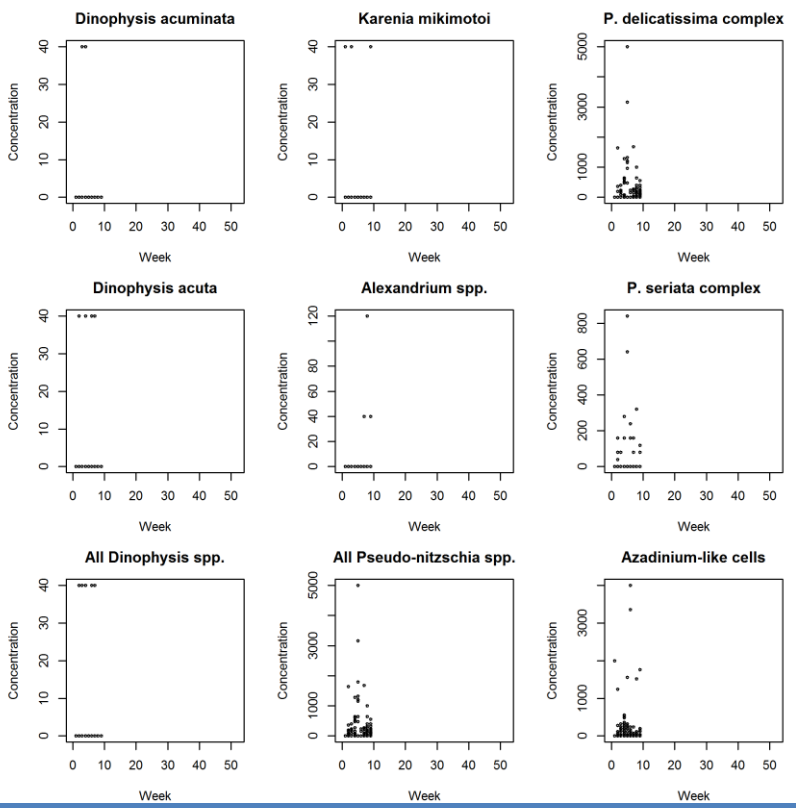 Dinophysis acuminata
Concentration
0 10 20 30 40
0 10 20 30 40 50
Week
Karenia mikimotoi
Concentration
0 10 20 30 40
0 10 20 30 40 50
Week
P. delicatissima complex
Concentration
0 1000 3000 5000
0 10 20 30 40 50
Week
Dinophysis acuta
Concentration
0 10 20 30 40
0 10 20 30 40 50
Week
Alexandrium spp.
Concentration
0 20 40 60 80 120
0 10 20 30 40 50
Week
P. seriata complex
Concentration
0 200 400 600 800
0 10 20 30 40 50
Week
All Dinophysis spp.
Concentration
0 10 20 30 40
0 10 20 30 40 50
Week
All Pseudo-nitzschia spp.
Concentration
0 1000 3000 5000
0 10 20 30 40 50
Week
Azadinium-like cells
Concentration
0 1000 3000
0 10 20 30 40 50
Week